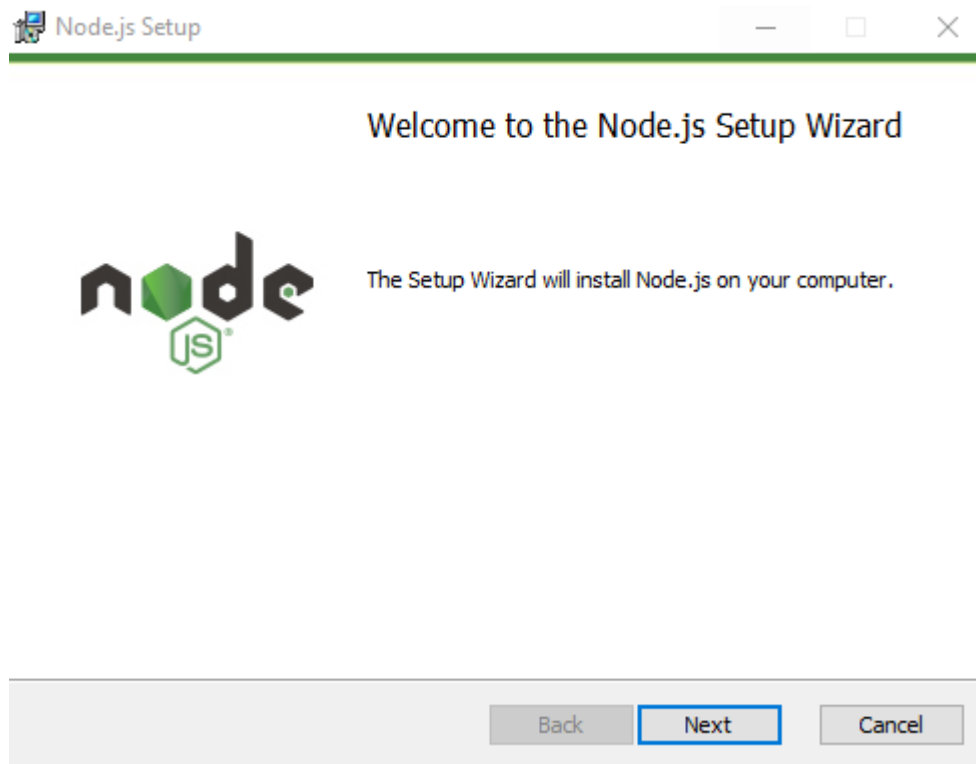 Node.js Setup
Welcome to the Node.js Setup Wizard
node
JS®
The Setup Wizard will install Node.js on your computer.
Back Next Cancel